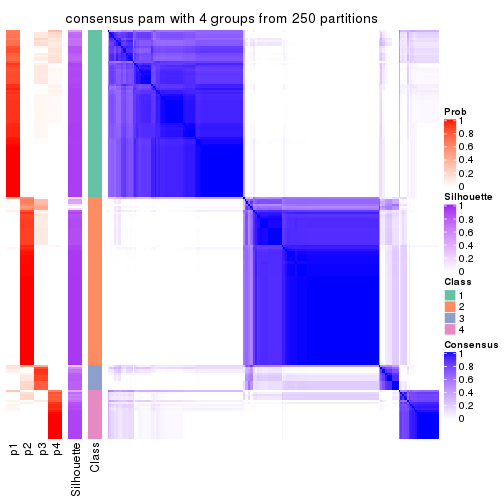 consensus pam with 4 groups from 250 partitions
Prob
1
0.8
0.6
0.4
0.2
0
Silhouette
1
0.8
0.6
0.4
0.2
0
Class
1
2
3
4
Consensus
1
0.8
0.6
0.4
0.2
0
p1
p2
p3
p4
Silhouette
Class